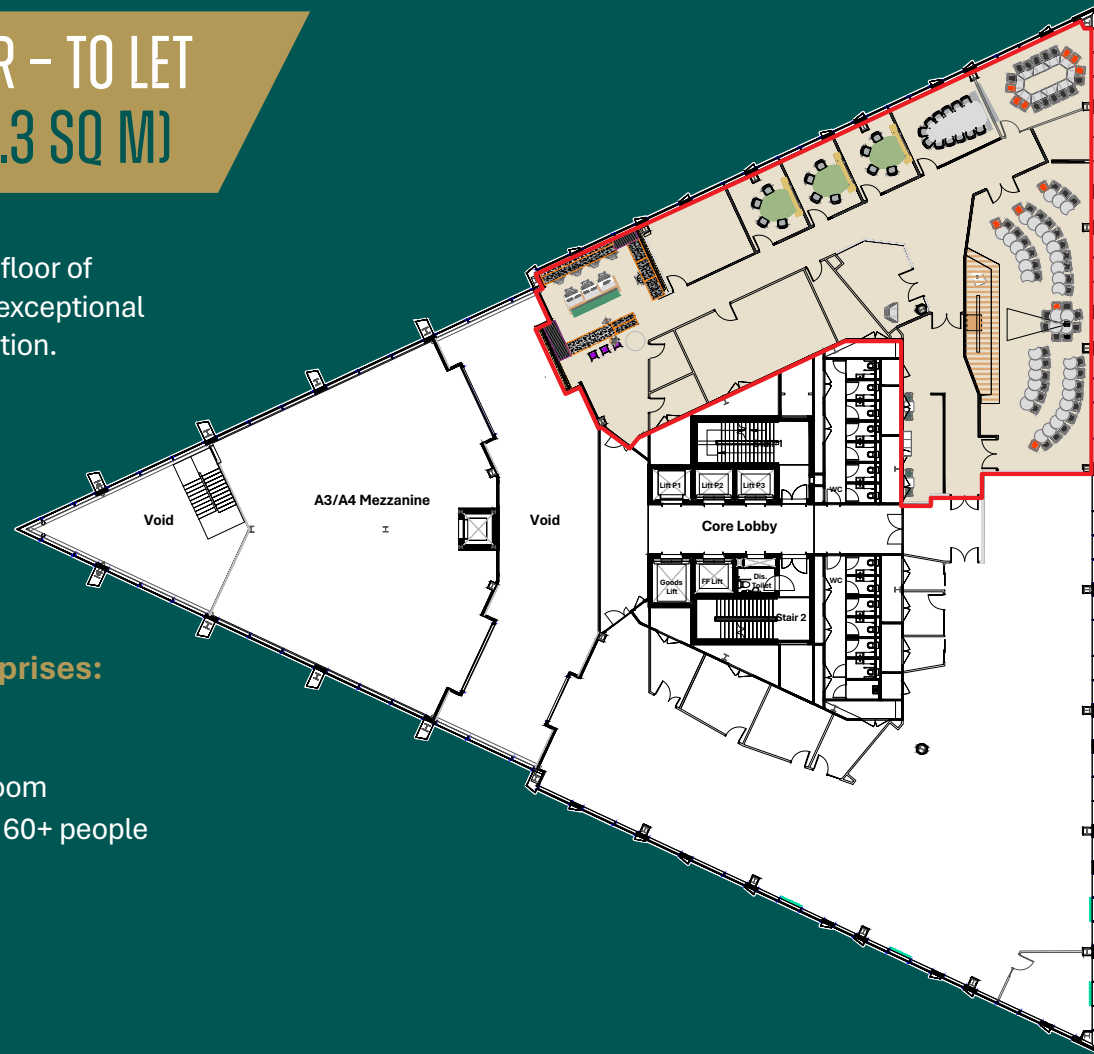 R – TO LET
.3 SQ M)
floor of
exceptional
tion.
prises:
oom
60+ people
Void
A3/A4 Mezzanine
Void
Lift P1
Lift P2
Lift P3
WC
Core Lobby
Goods
Lift
FF Lift
Dis.
Toilet
WC
Stair 2